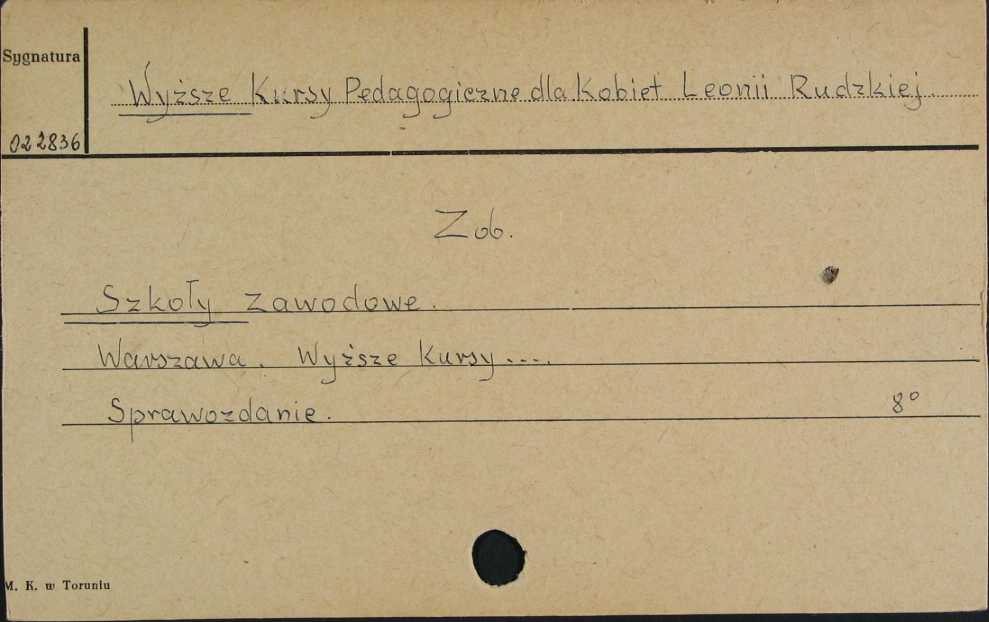 Sygnatura
Wyższe Kursy Pedagogiczne dla Kobiet Leonii Rudzkiej.
022836
Zob.
Szkoły Zawodowe.
Warszawa. Wyższe Kursy ....
Sprawozdanie. 8°
M. K. w Toruniu